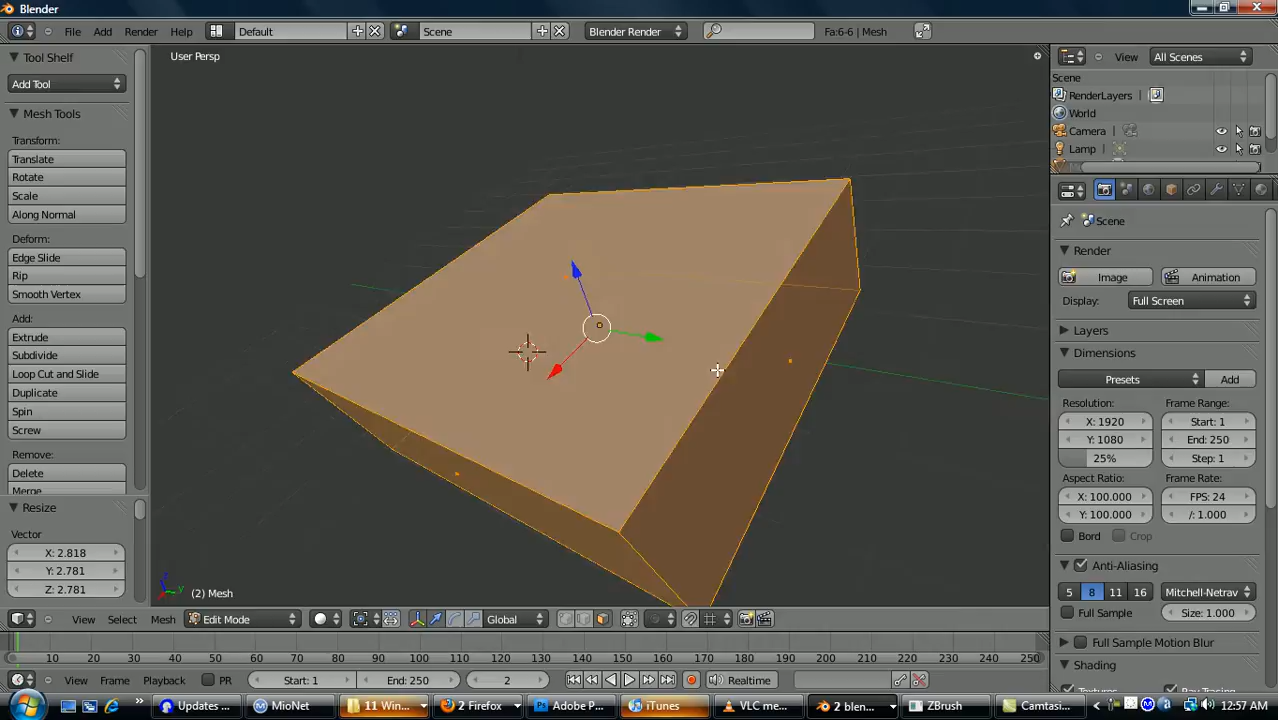 Blender
File Add Render Help Default Scene Blender Render Fa:6-6 | Mesh
Tool Shelf
Add Tool
Mesh Tools
Transform:
Translate
Rotate
Scale
Along Normal
Deform:
Edge Slide
Rip
Smooth Vertex
Add:
Extrude
Subdivide
Loop Cut and Slide
Duplicate
Spin
Screw
Remove:
Delete
Merge
Resize
Vector
X: 2.818
Y: 2.781
Z: 2.781
User Persp
(2) Mesh
View Select Mesh Edit Mode Global
0 10 20 30 40 50 60 70 80 90 100 110 120 130 140 150 160 170 180 190 200 210 220 230 240 250
View Frame Playback PR Start: 1 End: 250 2 Realtime
View All Scenes
Scene
RenderLayers
World
Camera
Lamp
Scene
Render
Image Animation
Display: Full Screen
Layers
Dimensions
Presets Add
Resolution: Frame Range:
X: 1920 Start: 1
Y: 1080 End: 250
25% Step: 1
Aspect Ratio: Frame Rate:
X: 100.000 FPS: 24
Y: 100.000 /: 1.000
Bord Crop
Anti-Aliasing
5 8 11 16 Mitchell-Netrav
Full Sample Size: 1.000
Full Sample Motion Blur
Shading
Textures Ray Tracing
Updates ... MioNet 11 Win... 2 Firefox Adobe P... iTunes VLC me... 2 blen... ZBrush Camtasi... 12:57 AM